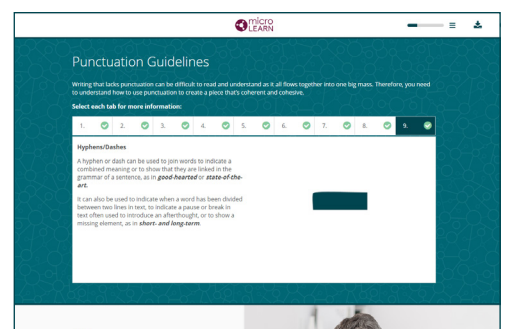 micro
LEARN
Punctuation Guidelines
Writing that lacks punctuation can be difficult to read and understand as it all flows together into one big mass. Therefore, you need
to understand how to use punctuation to create a piece that's coherent and cohesive.
Select each tab for more information:
1. 2. 3. 4. 5. 6. 7. 8. 9.
Hyphens/Dashes
A hyphen or dash can be used to join words to indicate a
combined meaning or to show that they are linked in the
grammar of a sentence, as in good-hearted or state-of-the-
art.
It can also be used to indicate when a word has been divided
between two lines in text, to indicate a pause or break in
text often used to introduce an afterthought, or to show a
missing element, as in short- and long-term.